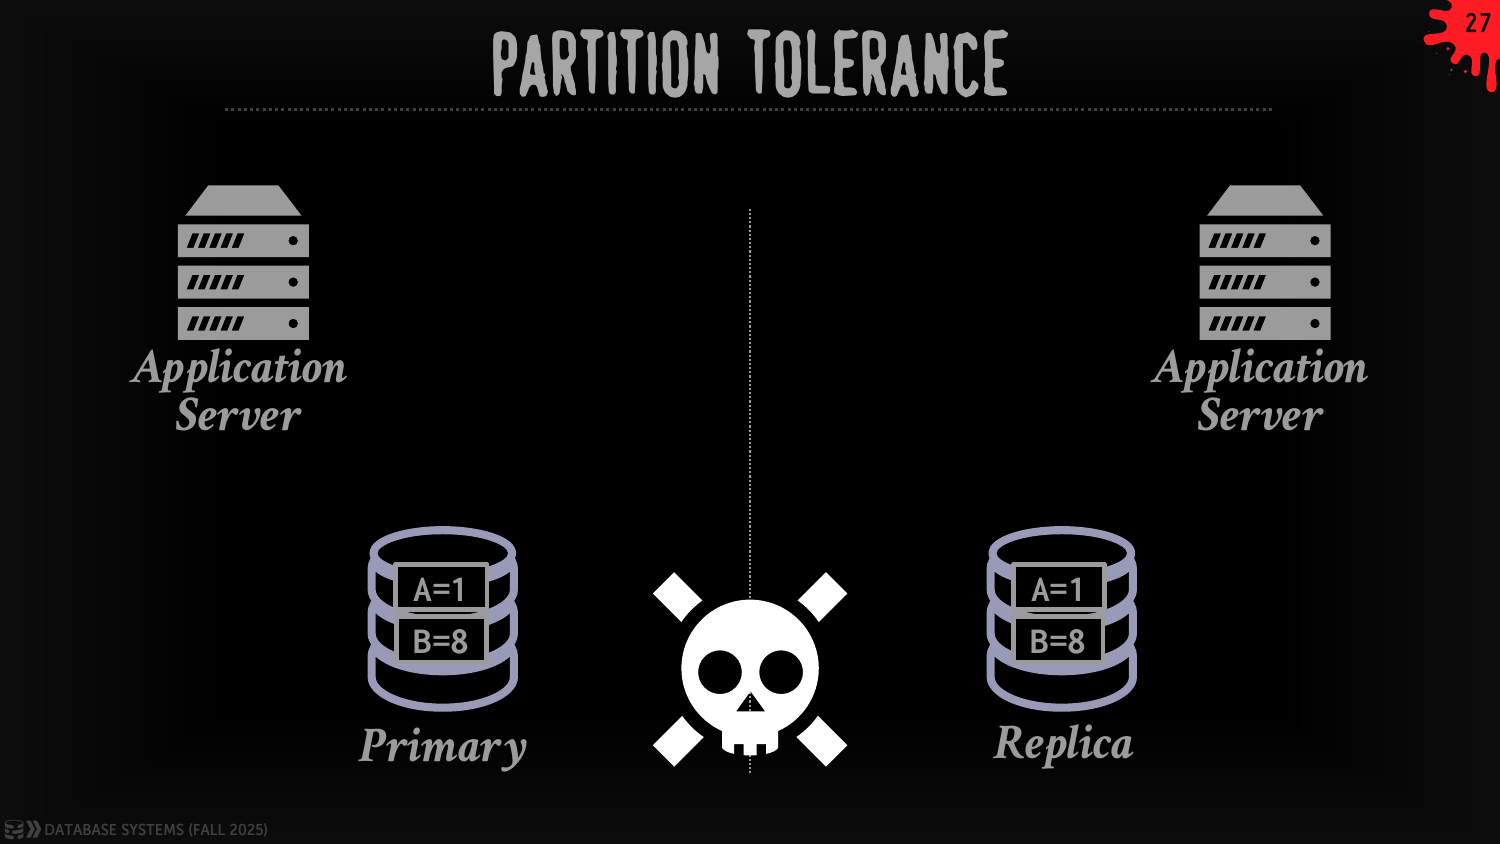 PARTITION TOLERANCE
27
Application
Server
Application
Server
A=1
B=8
A=1
B=8
Primary
Replica
DATABASE SYSTEMS (FALL 2025)